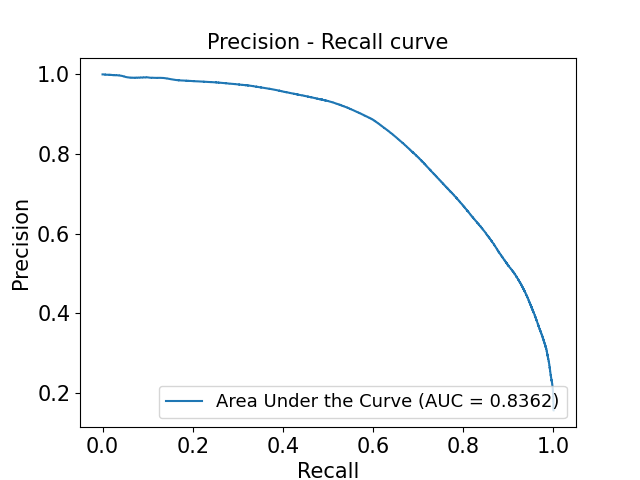 Precision - Recall curve
1.0
0.8
0.6
0.4
0.2
Precision
Area Under the Curve (AUC = 0.8362)
0.0 0.2 0.4 0.6 0.8 1.0
Recall